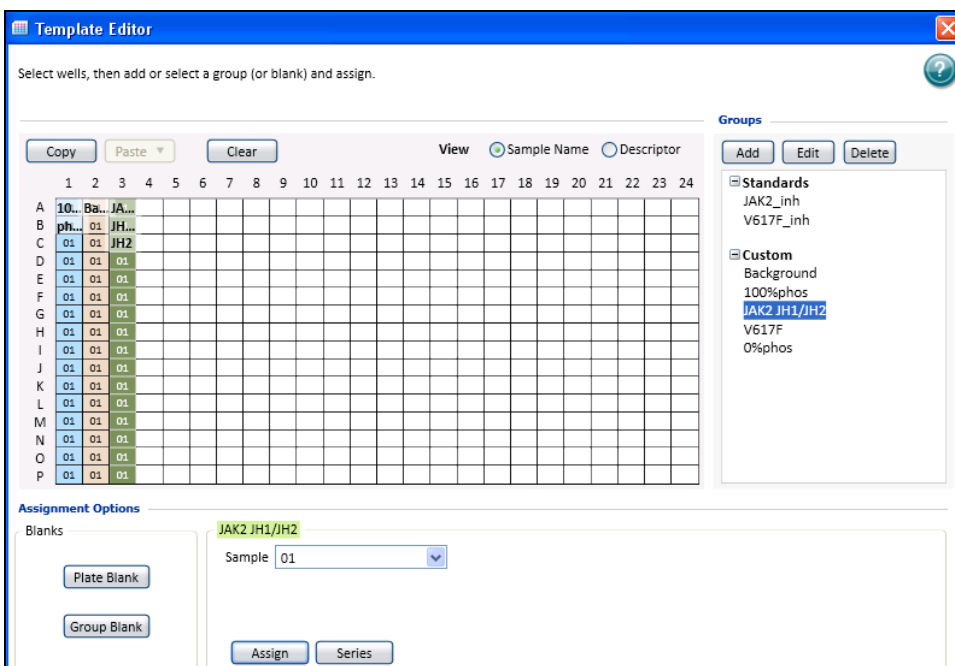 Template Editor
Select wells, then add or select a group (or blank) and assign.
?
Groups
Copy Paste Clear View Sample Name Descriptor
Add Edit Delete
1 2 3 4 5 6 7 8 9 10 11 12 13 14 15 16 17 18 19 20 21 22 23 24
A 10... Ba... JA...
B ph... 01 JH...
C 01 01 JH2
D 01 01 01
E 01 01 01
F 01 01 01
G 01 01 01
H 01 01 01
I 01 01 01
J 01 01 01
K 01 01 01
L 01 01 01
M 01 01 01
N 01 01 01
O 01 01 01
P 01 01 01
Standards
JAK2_inh
V617F_inh
Custom
Background
100%phos
JAK2 JH1/JH2
V617F
0%phos
Assignment Options
Blanks
Plate Blank
Group Blank
JAK2 JH1/JH2
Sample 01
Assign Series